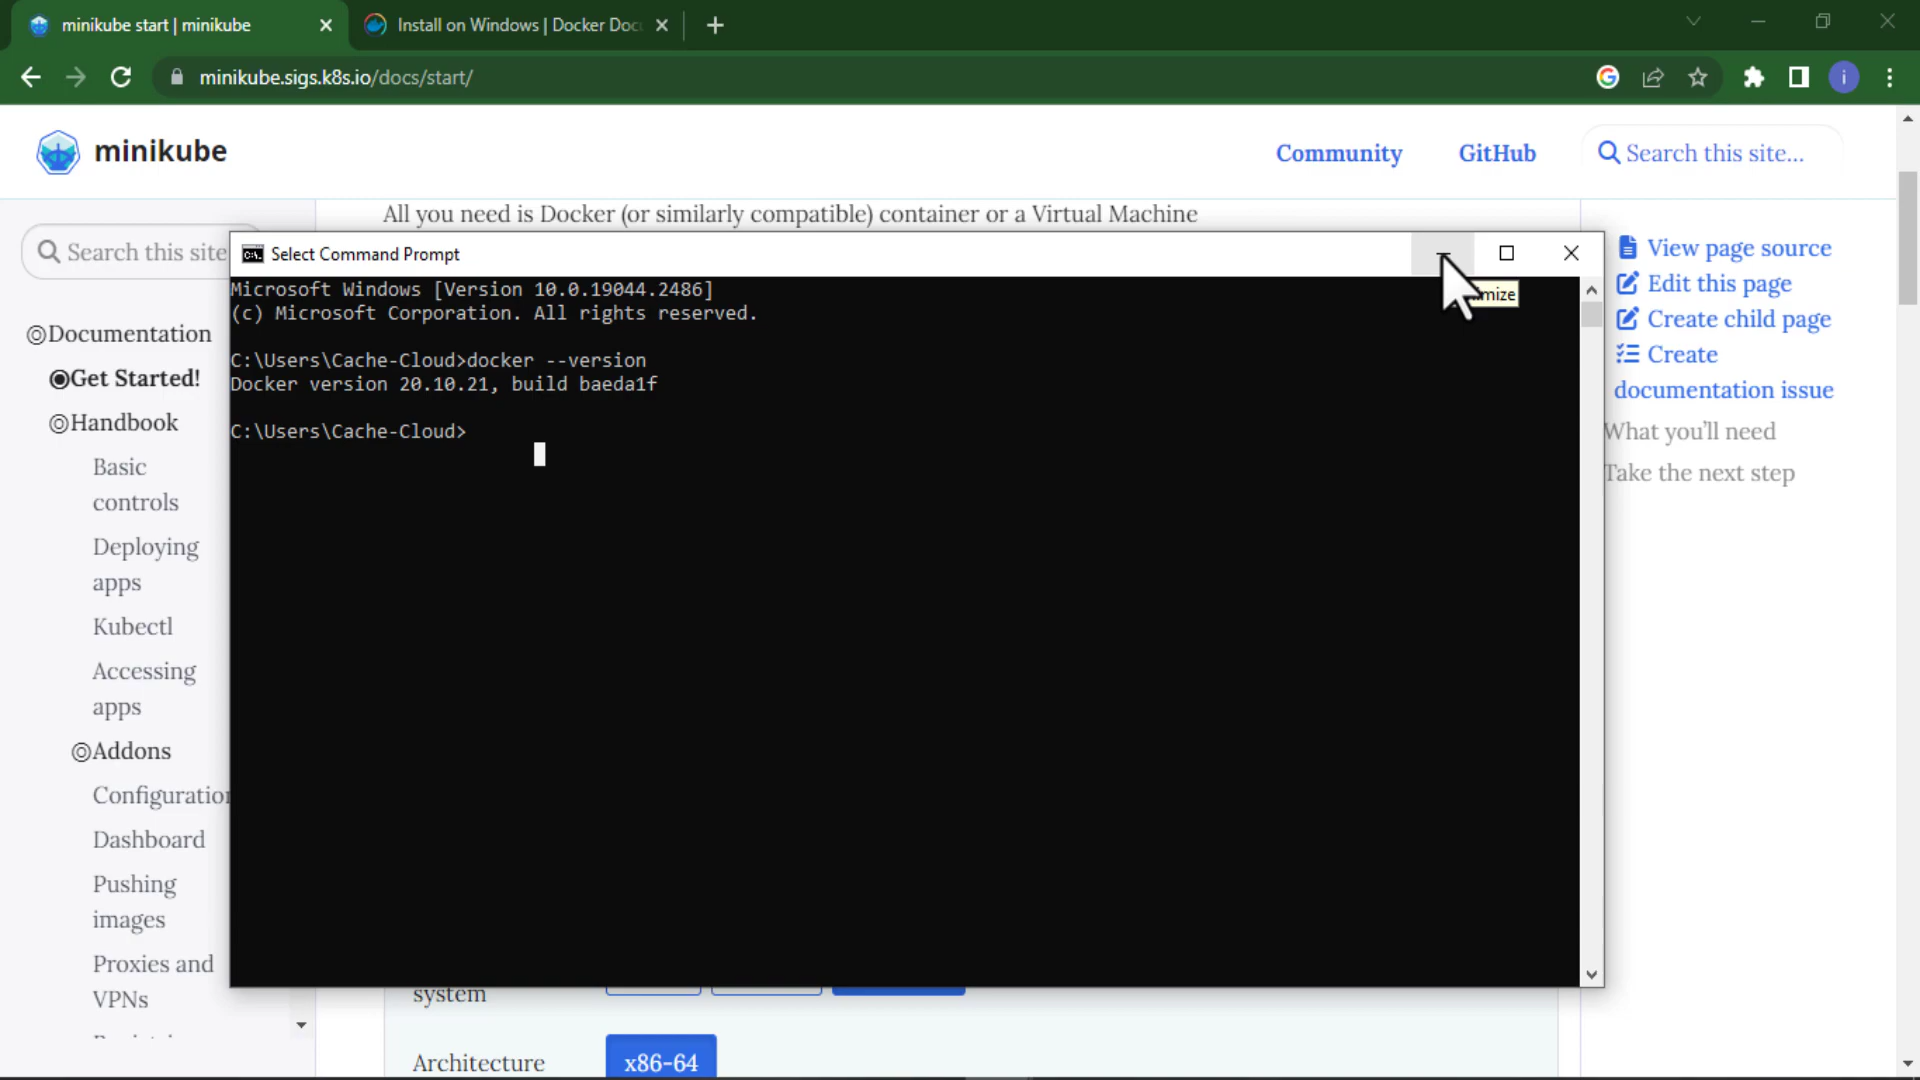 minikube start | minikube
Install on Windows | Docker Doc
minikube.sigs.k8s.io/docs/start/
i
minikube
Community
GitHub
Search this site...
All you need is Docker (or similarly compatible) container or a Virtual Machine
Search this site
Documentation
Get Started!
Handbook
Basic
controls
Deploying
apps
Kubectl
Accessing
apps
Addons
Configuration
Dashboard
Pushing
images
Proxies and
VPNs
Select Command Prompt
Microsoft Windows [Version 10.0.19044.2486]
(c) Microsoft Corporation. All rights reserved.
C:\Users\Cache-Cloud>docker --version
Docker version 20.10.21, build baeda1f
C:\Users\Cache-Cloud>
View page source
Edit this page
Create child page
Create
documentation issue
What you'll need
Take the next step
system
Architecture
x86-64